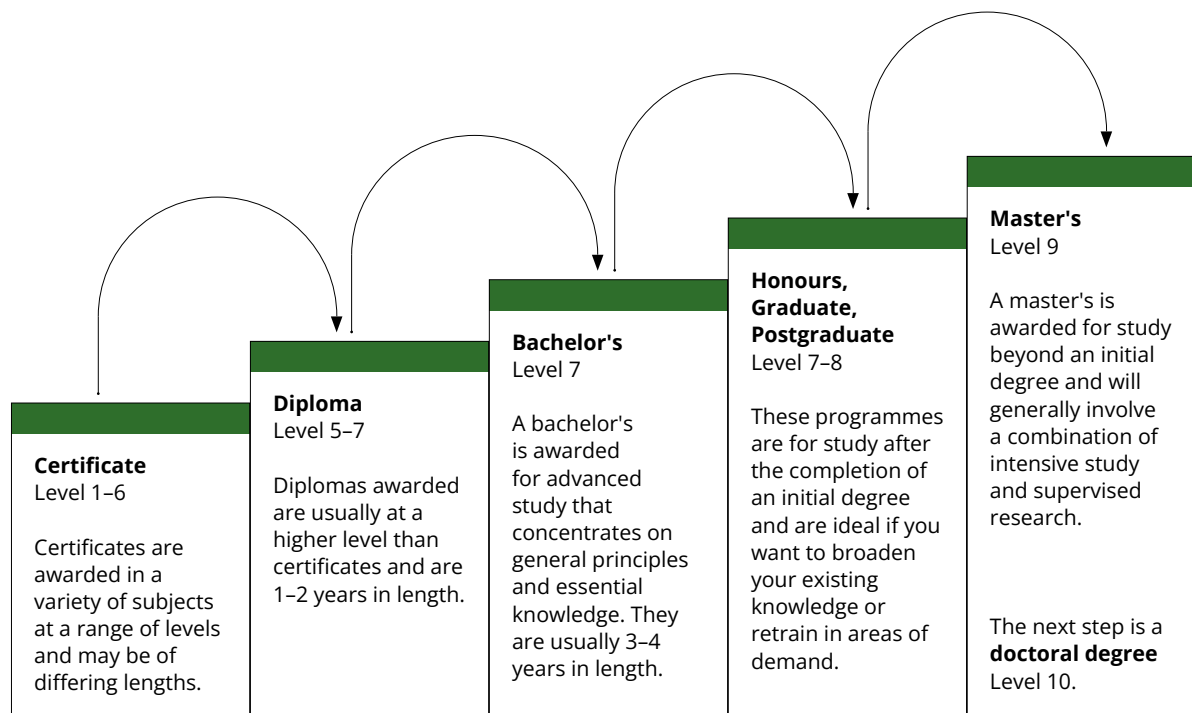 Certificate
Level 1–6
Certificates are
awarded in a
variety of subjects
at a range of levels
and may be of
differing lengths.
Diploma
Level 5–7
Diplomas awarded
are usually at a
higher level than
certificates and are
1–2 years in length.
Bachelor's
Level 7
A bachelor's
is awarded
for advanced
study that
concentrates on
general principles
and essential
knowledge. They
are usually 3–4
years in length.
Honours,
Graduate,
Postgraduate
Level 7–8
These programmes
are for study after
the completion of
an initial degree
and are ideal if you
want to broaden
your existing
knowledge or
retrain in areas of
demand.
Master's
Level 9
A master's is
awarded for study
beyond an initial
degree and will
generally involve
a combination of
intensive study
and supervised
research.
The next step is a
doctoral degree
Level 10.